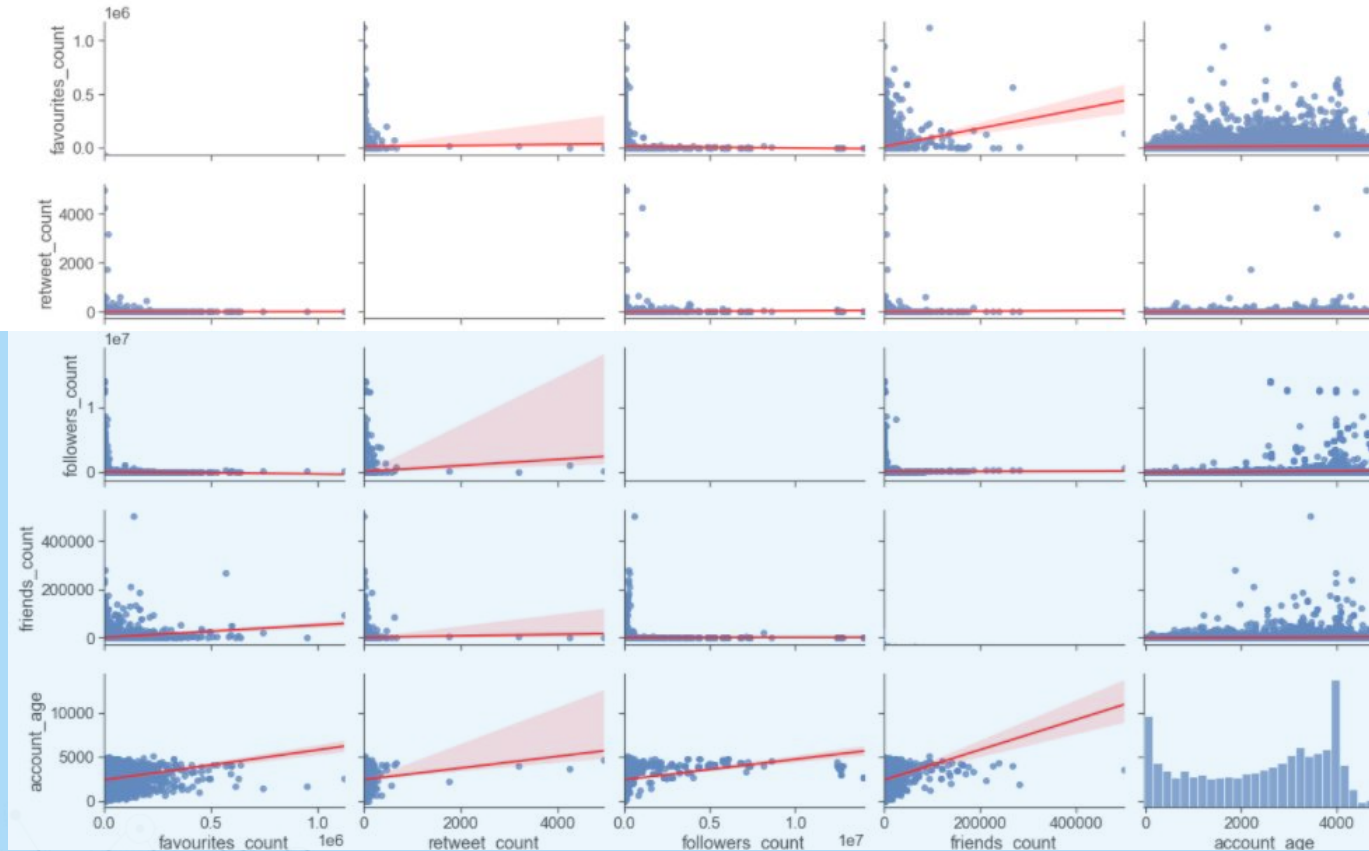 1e6
favourites_count
1.0
0.5
0.0
retweet_count
4000
2000
0
1e7
followers_count
1
0
friends_count
400000
200000
0
account_age
10000
5000
0
0.0 0.5 1.0 0 2000 4000 0.0 0.5 1.0 0 200000 400000 0 2000 4000
favourites_count 1e6 retweet_count followers_count 1e7 friends_count account_age